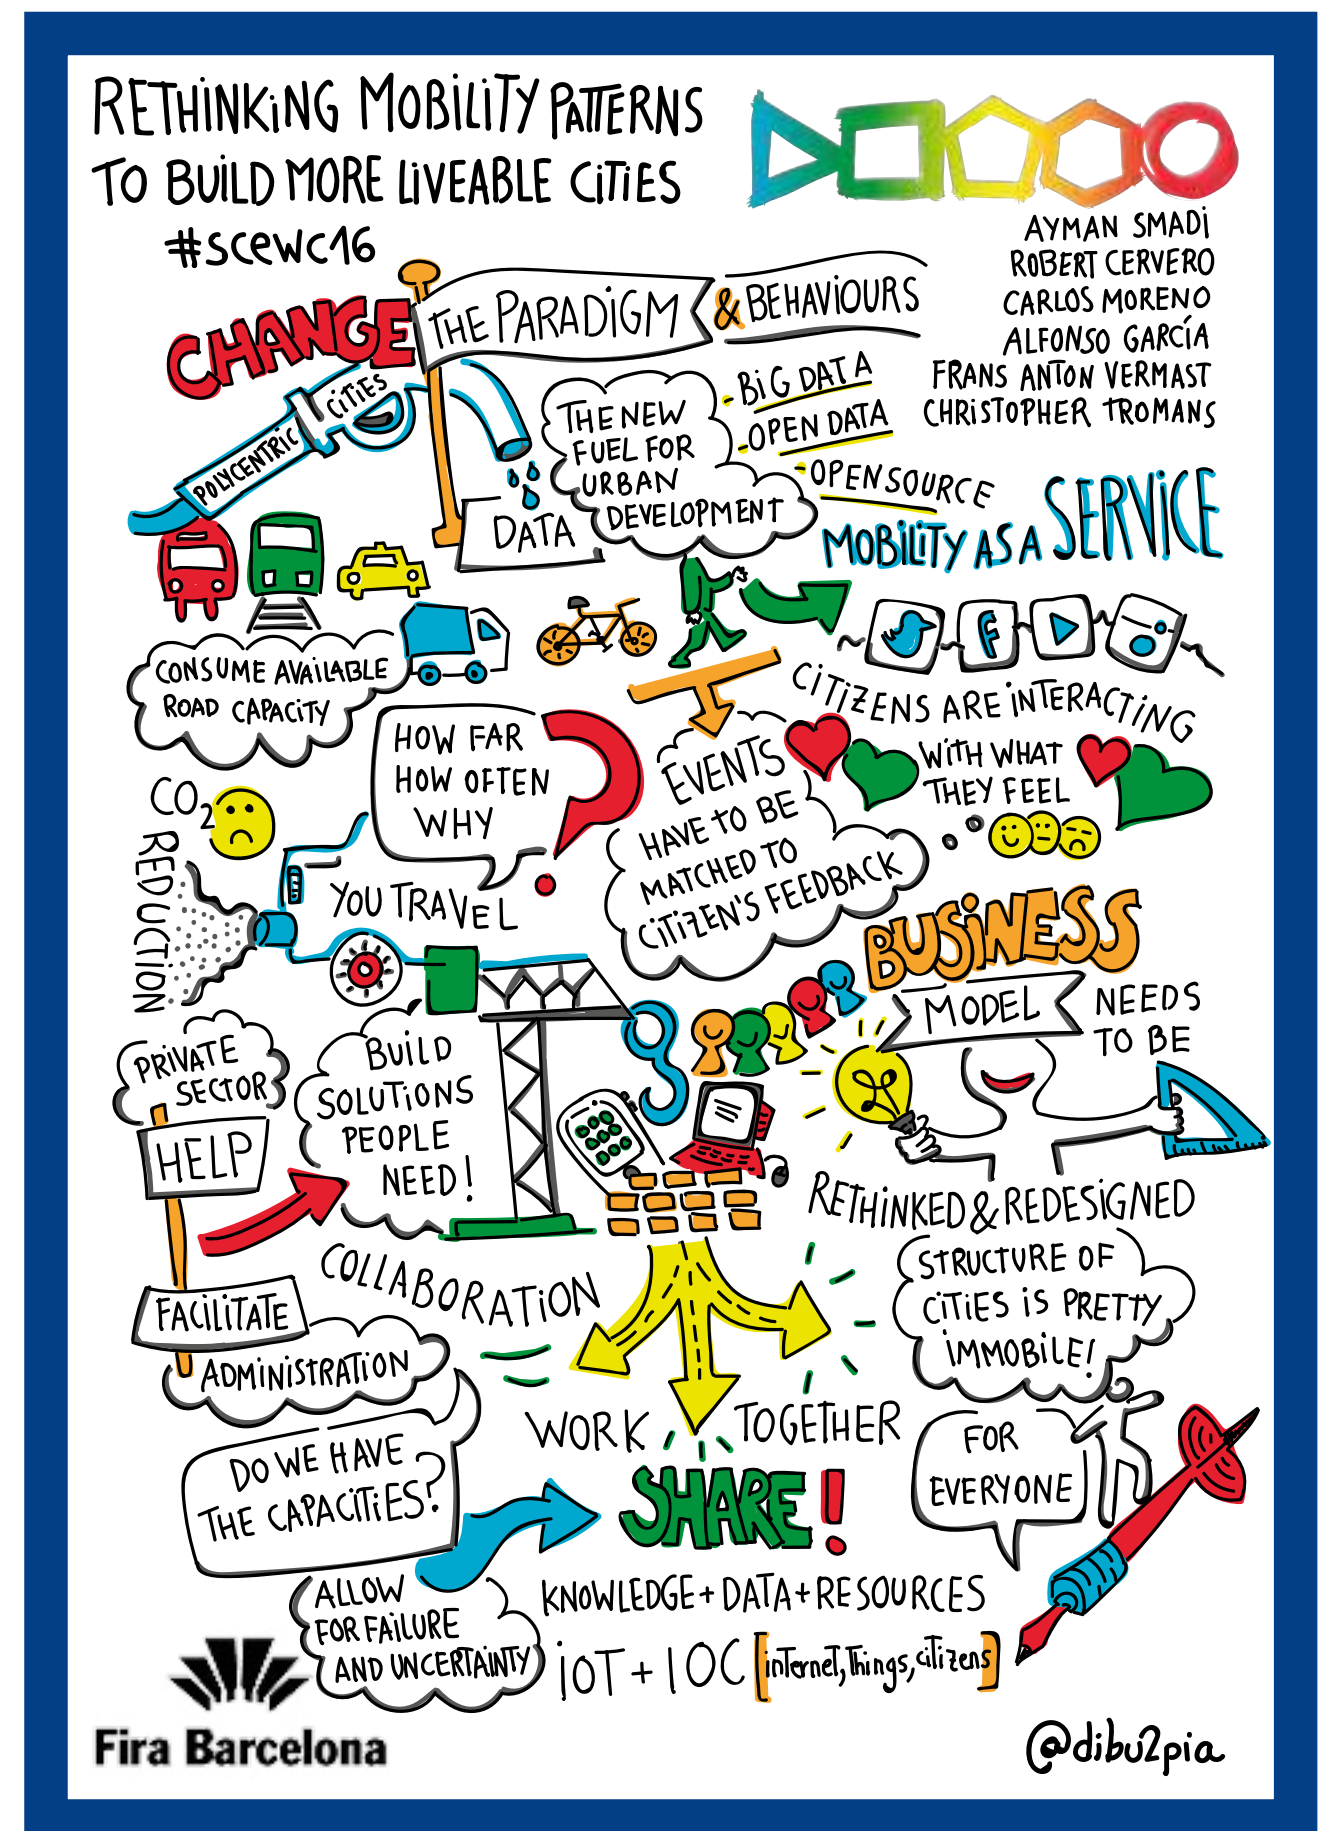 RETHINKING MOBILITY PATTERNS
TO BUILD MORE LIVEABLE CITIES
#scewc16
AYMAN SMADI
ROBERT CERVERO
CARLOS MORENO
ALFONSO GARCÍA
FRANS ANTON VERMAST
CHRISTOPHER TROMANS
CHANGE
THE PARADIGM
& BEHAVIOURS
POLYCENTRIC
CITIES
DATA
THE NEW
FUEL FOR
URBAN
DEVELOPMENT
-BIG DATA
-OPEN DATA
-OPEN SOURCE
MOBILITY AS A SERVICE
CONSUME AVAILABLE
ROAD CAPACITY
CITIZENS ARE INTERACTING
WITH WHAT
THEY FEEL
HOW FAR
HOW OFTEN
WHY
YOU TRAVEL
EVENTS
HAVE TO BE
MATCHED TO
CITIZEN'S FEEDBACK
CO2
REDUCTION
BUSINESS
MODEL
NEEDS
TO BE
RETHINKED & REDESIGNED
PRIVATE
SECTOR
HELP
BUILD
SOLUTIONS
PEOPLE
NEED!
FACILITATE
ADMINISTRATION
COLLABORATION
STRUCTURE OF
CITIES IS PRETTY
IMMOBILE!
DO WE HAVE
THE CAPACITIES?
WORK TOGETHER
SHARE!
FOR
EVERYONE
ALLOW
FOR FAILURE
AND UNCERTAINTY
KNOWLEDGE+DATA+RESOURCES
IOT + IOC [internet, Things, citizens]
Fira Barcelona
@dibu2pia